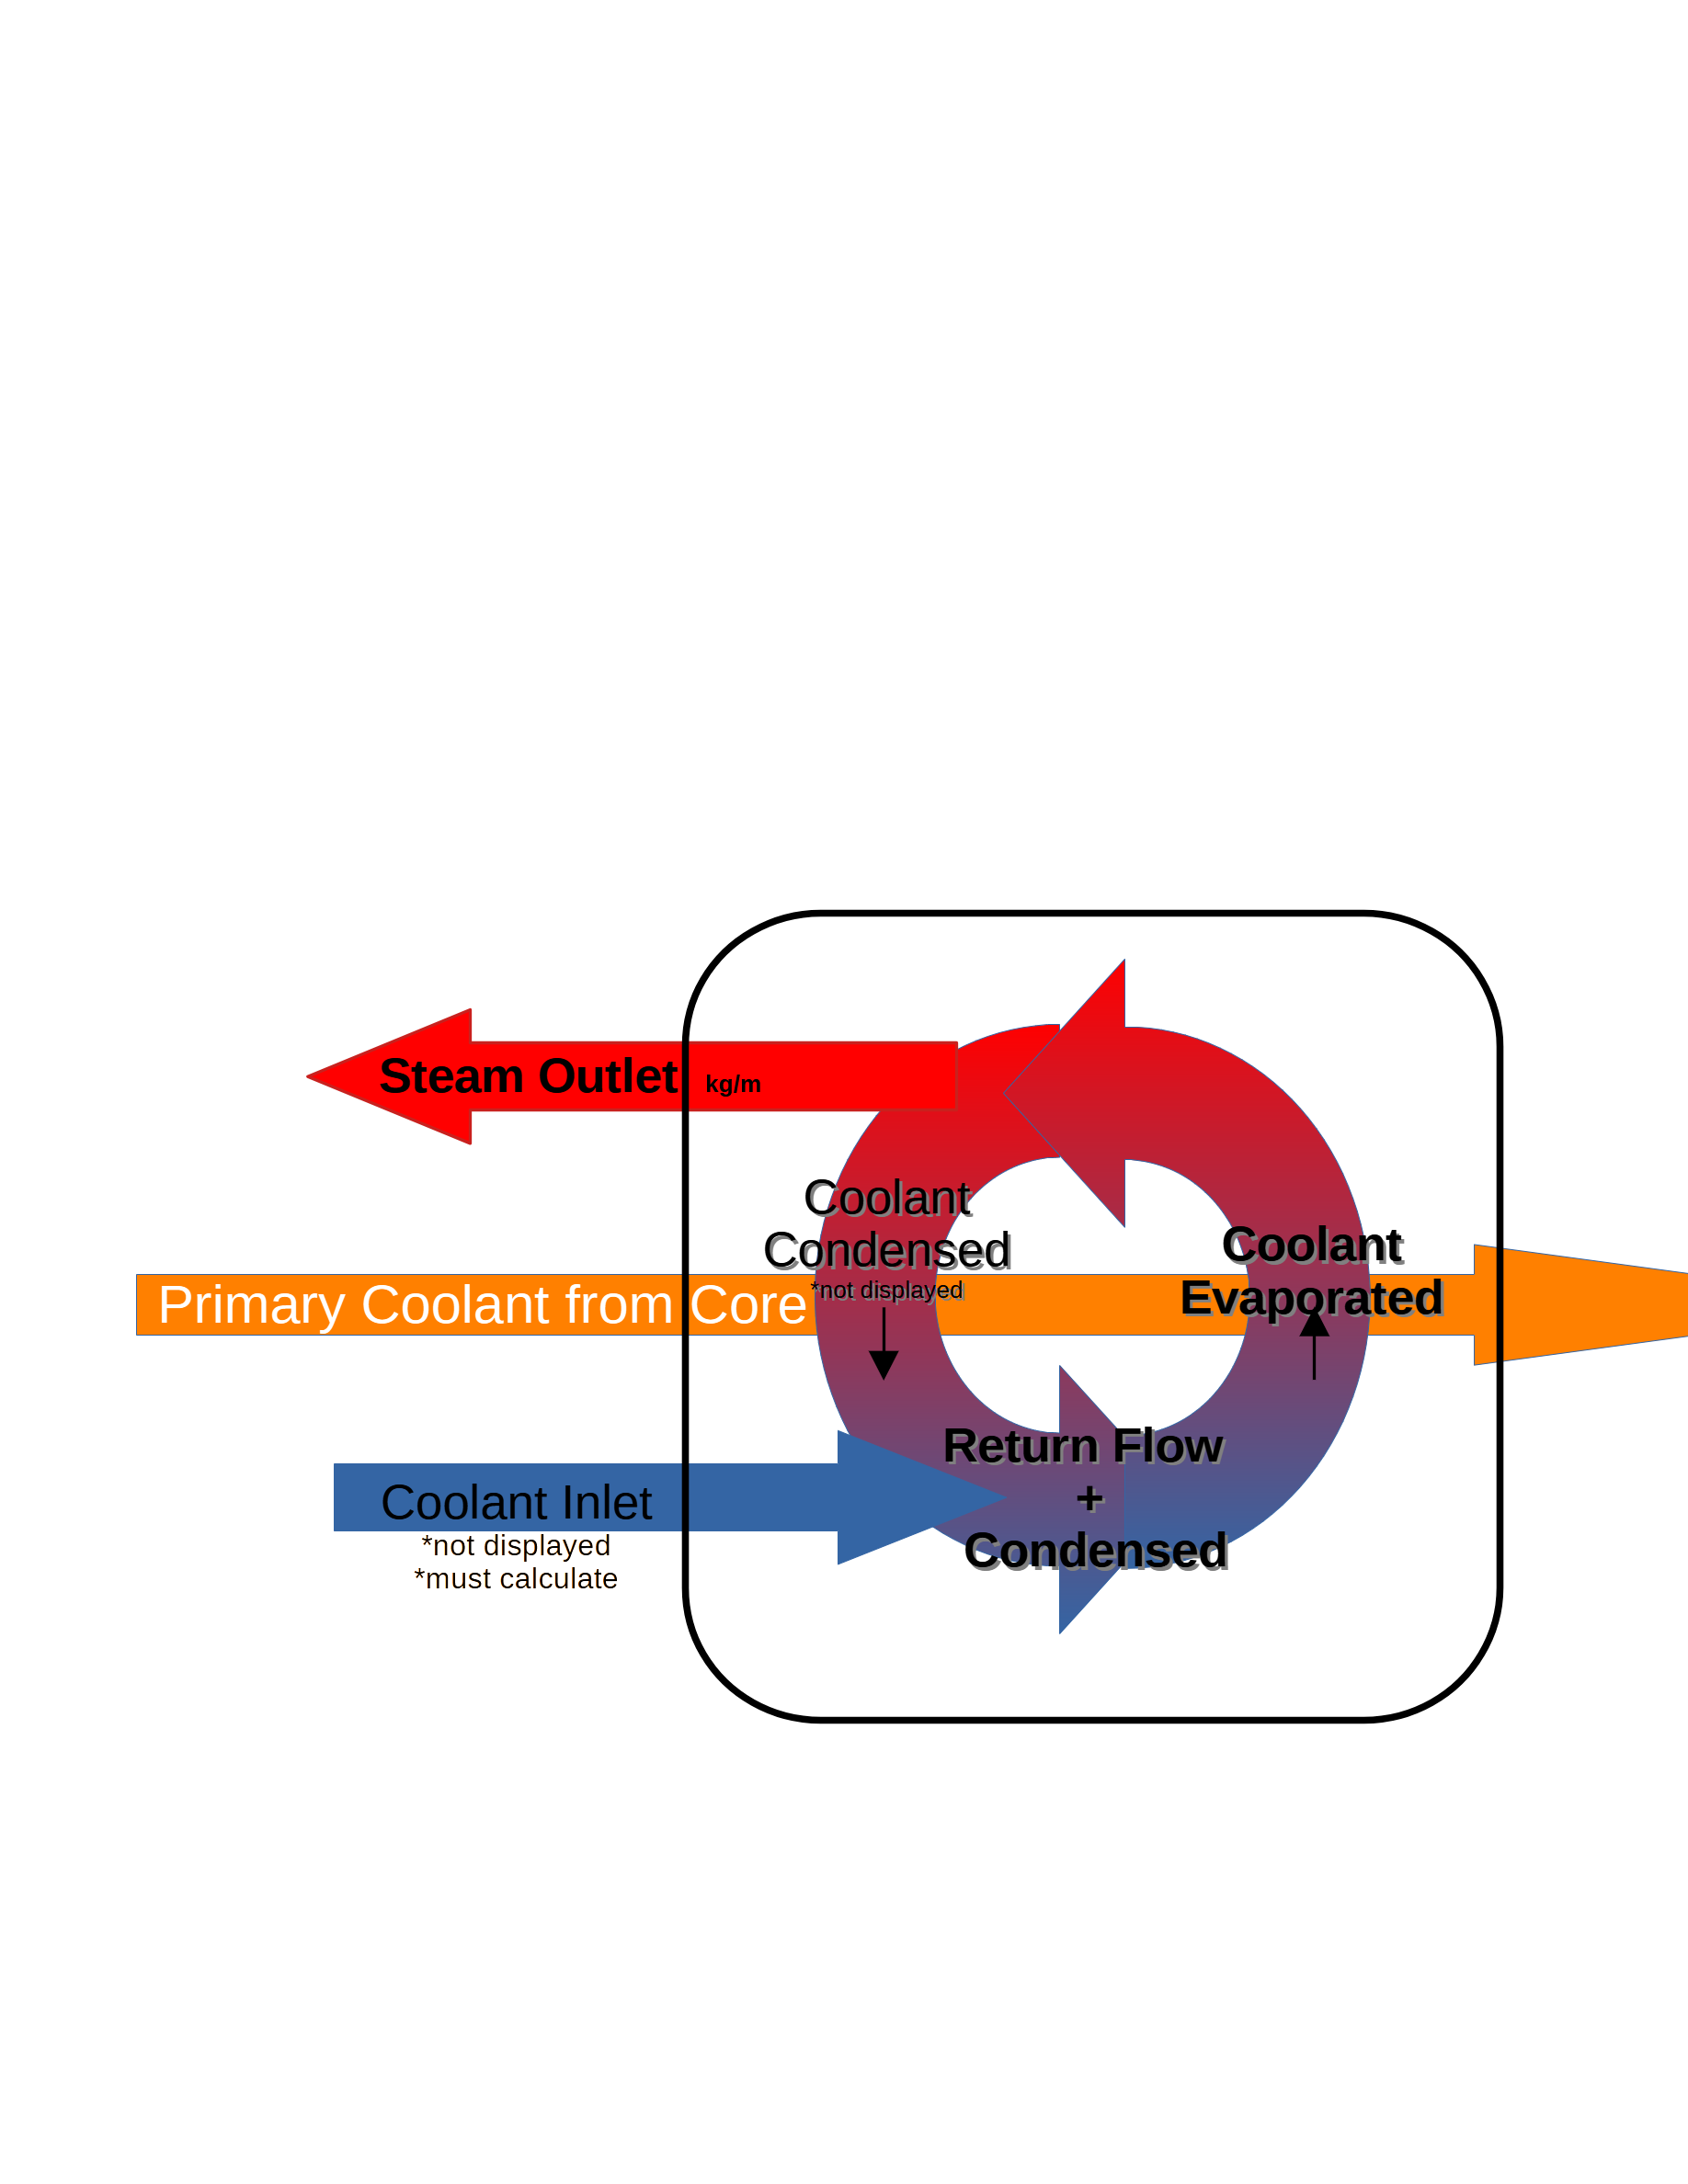 Steam Outlet kg/m
Coolant
Condensed
*not displayed
Coolant
Evaporated
Primary Coolant from Core
Return Flow
+
Condensed
Coolant Inlet
*not displayed
*must calculate